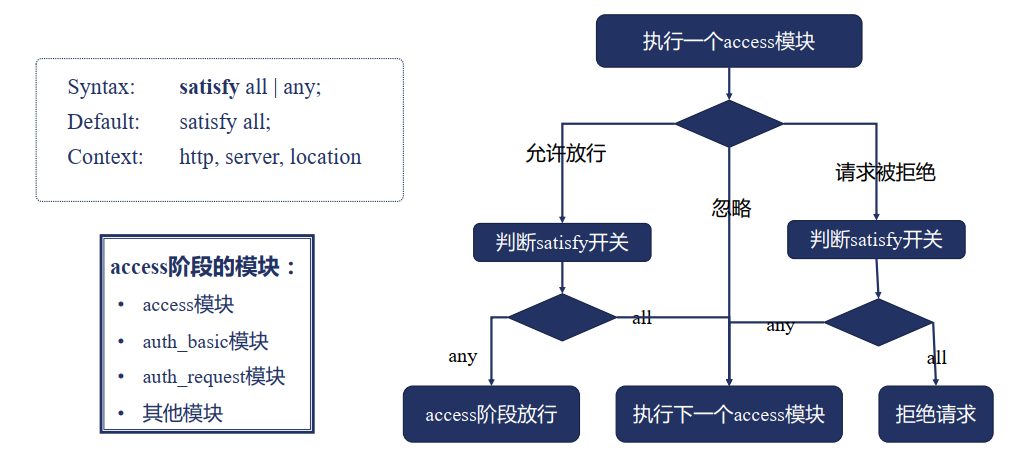 Syntax: satisfy all | any;
Default: satisfy all;
Context: http, server, location
access阶段的模块：
• access模块
• auth_basic模块
• auth_request模块
• 其他模块
执行一个access模块
允许放行
忽略
请求被拒绝
判断satisfy开关
判断satisfy开关
all
any
any
all
access阶段放行
执行下一个access模块
拒绝请求